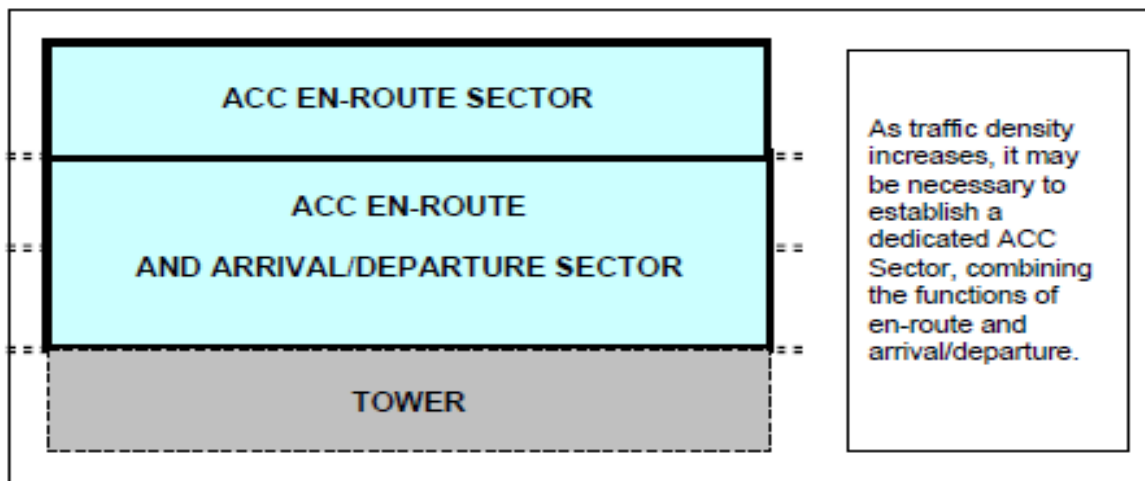 ACC EN-ROUTE SECTOR
ACC EN-ROUTE
AND ARRIVAL/DEPARTURE SECTOR
TOWER
As traffic density
increases, it may
be necessary to
establish a
dedicated ACC
Sector, combining
the functions of
en-route and
arrival/departure.